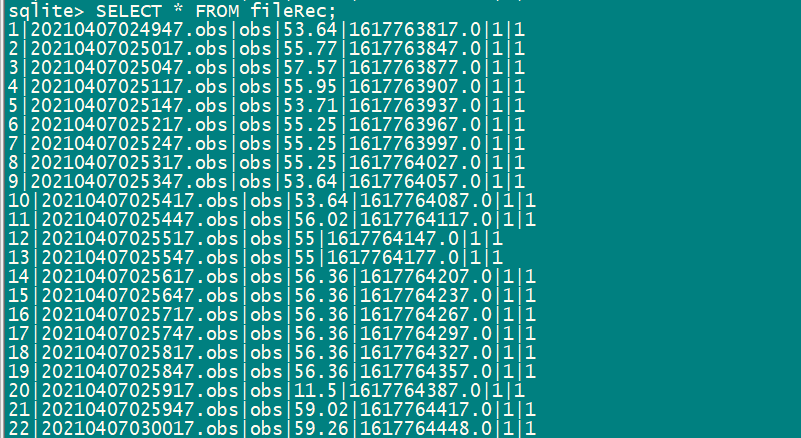 sqlite> SELECT * FROM fileRec;
1|20210407024947.obs|obs|53.64|1617763817.0|1|1
2|20210407025017.obs|obs|55.77|1617763847.0|1|1
3|20210407025047.obs|obs|57.57|1617763877.0|1|1
4|20210407025117.obs|obs|55.95|1617763907.0|1|1
5|20210407025147.obs|obs|53.71|1617763937.0|1|1
6|20210407025217.obs|obs|55.25|1617763967.0|1|1
7|20210407025247.obs|obs|55.25|1617763997.0|1|1
8|20210407025317.obs|obs|55.25|1617764027.0|1|1
9|20210407025347.obs|obs|53.64|1617764057.0|1|1
10|20210407025417.obs|obs|53.64|1617764087.0|1|1
11|20210407025447.obs|obs|56.02|1617764117.0|1|1
12|20210407025517.obs|obs|55|1617764147.0|1|1
13|20210407025547.obs|obs|55|1617764177.0|1|1
14|20210407025617.obs|obs|56.36|1617764207.0|1|1
15|20210407025647.obs|obs|56.36|1617764237.0|1|1
16|20210407025717.obs|obs|56.36|1617764267.0|1|1
17|20210407025747.obs|obs|56.36|1617764297.0|1|1
18|20210407025817.obs|obs|56.36|1617764327.0|1|1
19|20210407025847.obs|obs|56.36|1617764357.0|1|1
20|20210407025917.obs|obs|11.5|1617764387.0|1|1
21|20210407025947.obs|obs|59.02|1617764417.0|1|1
22|20210407030017.obs|obs|59.26|1617764448.0|1|1